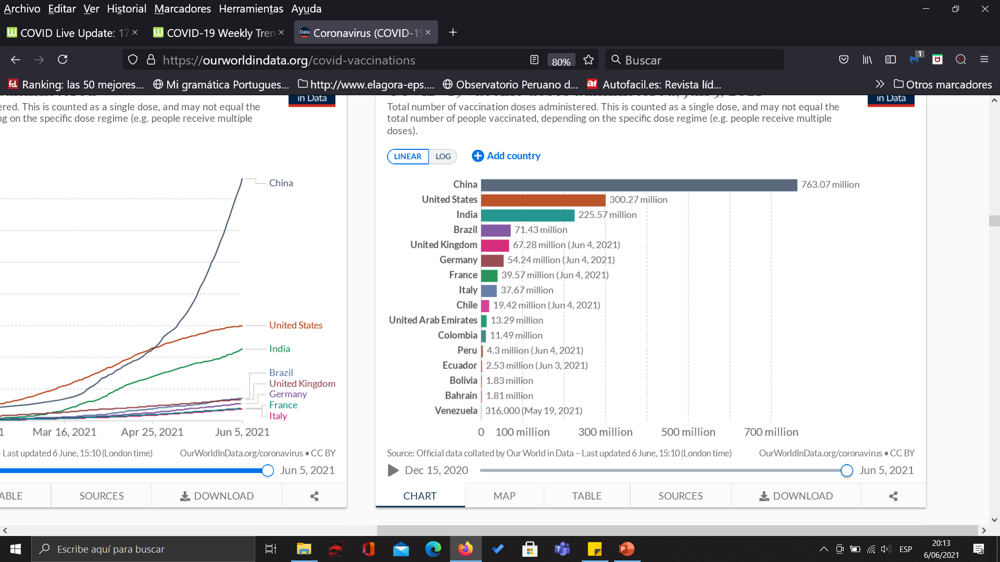 Archivo Editar Ver Historial Marcadores Herramientas Ayuda
COVID Live Update: 17
COVID-19 Weekly Tren
Data Coronavirus (COVID-19
https://ourworldindata.org/covid-vaccinations
80%
Buscar
1
fd Ranking: las 50 mejores...
Mi gramática Portugues...
http://www.elagora-eps....
Observatorio Peruano d...
af Autofacil.es: Revista líd...
Otros marcadores
in Data
ered. This is counted as a single dose, and may not equal the
ng on the specific dose regime (e.g. people receive multiple
China
United States
India
Brazil
United Kingdom
Germany
France
Italy
1 Mar 16, 2021 Apr 25, 2021 Jun 5, 2021
- Last updated 6 June, 15:10 (London time) OurWorldInData.org/coronavirus • CC BY
Jun 5, 2021
ABLE SOURCES DOWNLOAD
in Data
Total number of vaccination doses administered. This is counted as a single dose, and may not equal the
total number of people vaccinated, depending on the specific dose regime (e.g. people receive multiple
doses).
LINEAR LOG Add country
China 763.07 million
United States 300.27 million
India 225.57 million
Brazil 71.43 million
United Kingdom 67.28 million (Jun 4, 2021)
Germany 54.24 million (Jun 4, 2021)
France 39.57 million (Jun 4, 2021)
Italy 37.67 million
Chile 19.42 million (Jun 4, 2021)
United Arab Emirates 13.29 million
Colombia 11.49 million
Peru 4.3 million (Jun 4, 2021)
Ecuador 2.53 million (Jun 3, 2021)
Bolivia 1.83 million
Bahrain 1.81 million
Venezuela 316,000 (May 19, 2021)
0 100 million 300 million 500 million 700 million
Source: Official data collated by Our World in Data – Last updated 6 June, 15:10 (London time) OurWorldInData.org/coronavirus • CC BY
Dec 15, 2020 Jun 5, 2021
CHART MAP TABLE SOURCES DOWNLOAD
Escribe aquí para buscar
ESP
20:13
6/06/2021